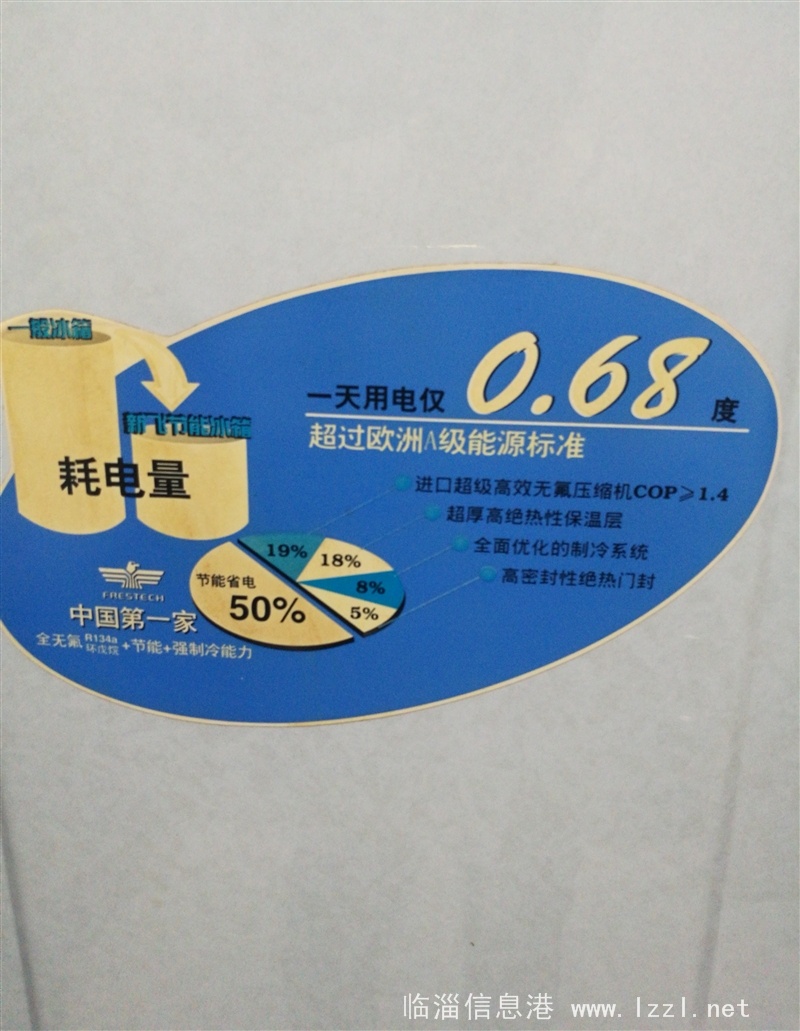 一般冰箱
新飞节能冰箱
耗电量
一天用电仅 0.68 度
超过欧洲A级能源标准
进口超级高效无氟压缩机COP≥1.4
超厚高绝热性保温层
全面优化的制冷系统
高密封性绝热门封
19%
18%
8%
5%
节能省电
50%
FRESTECH
中国第一家
全无氟R134a环戊烷+节能+强制冷能力
临淄信息港 www.lzzl.net